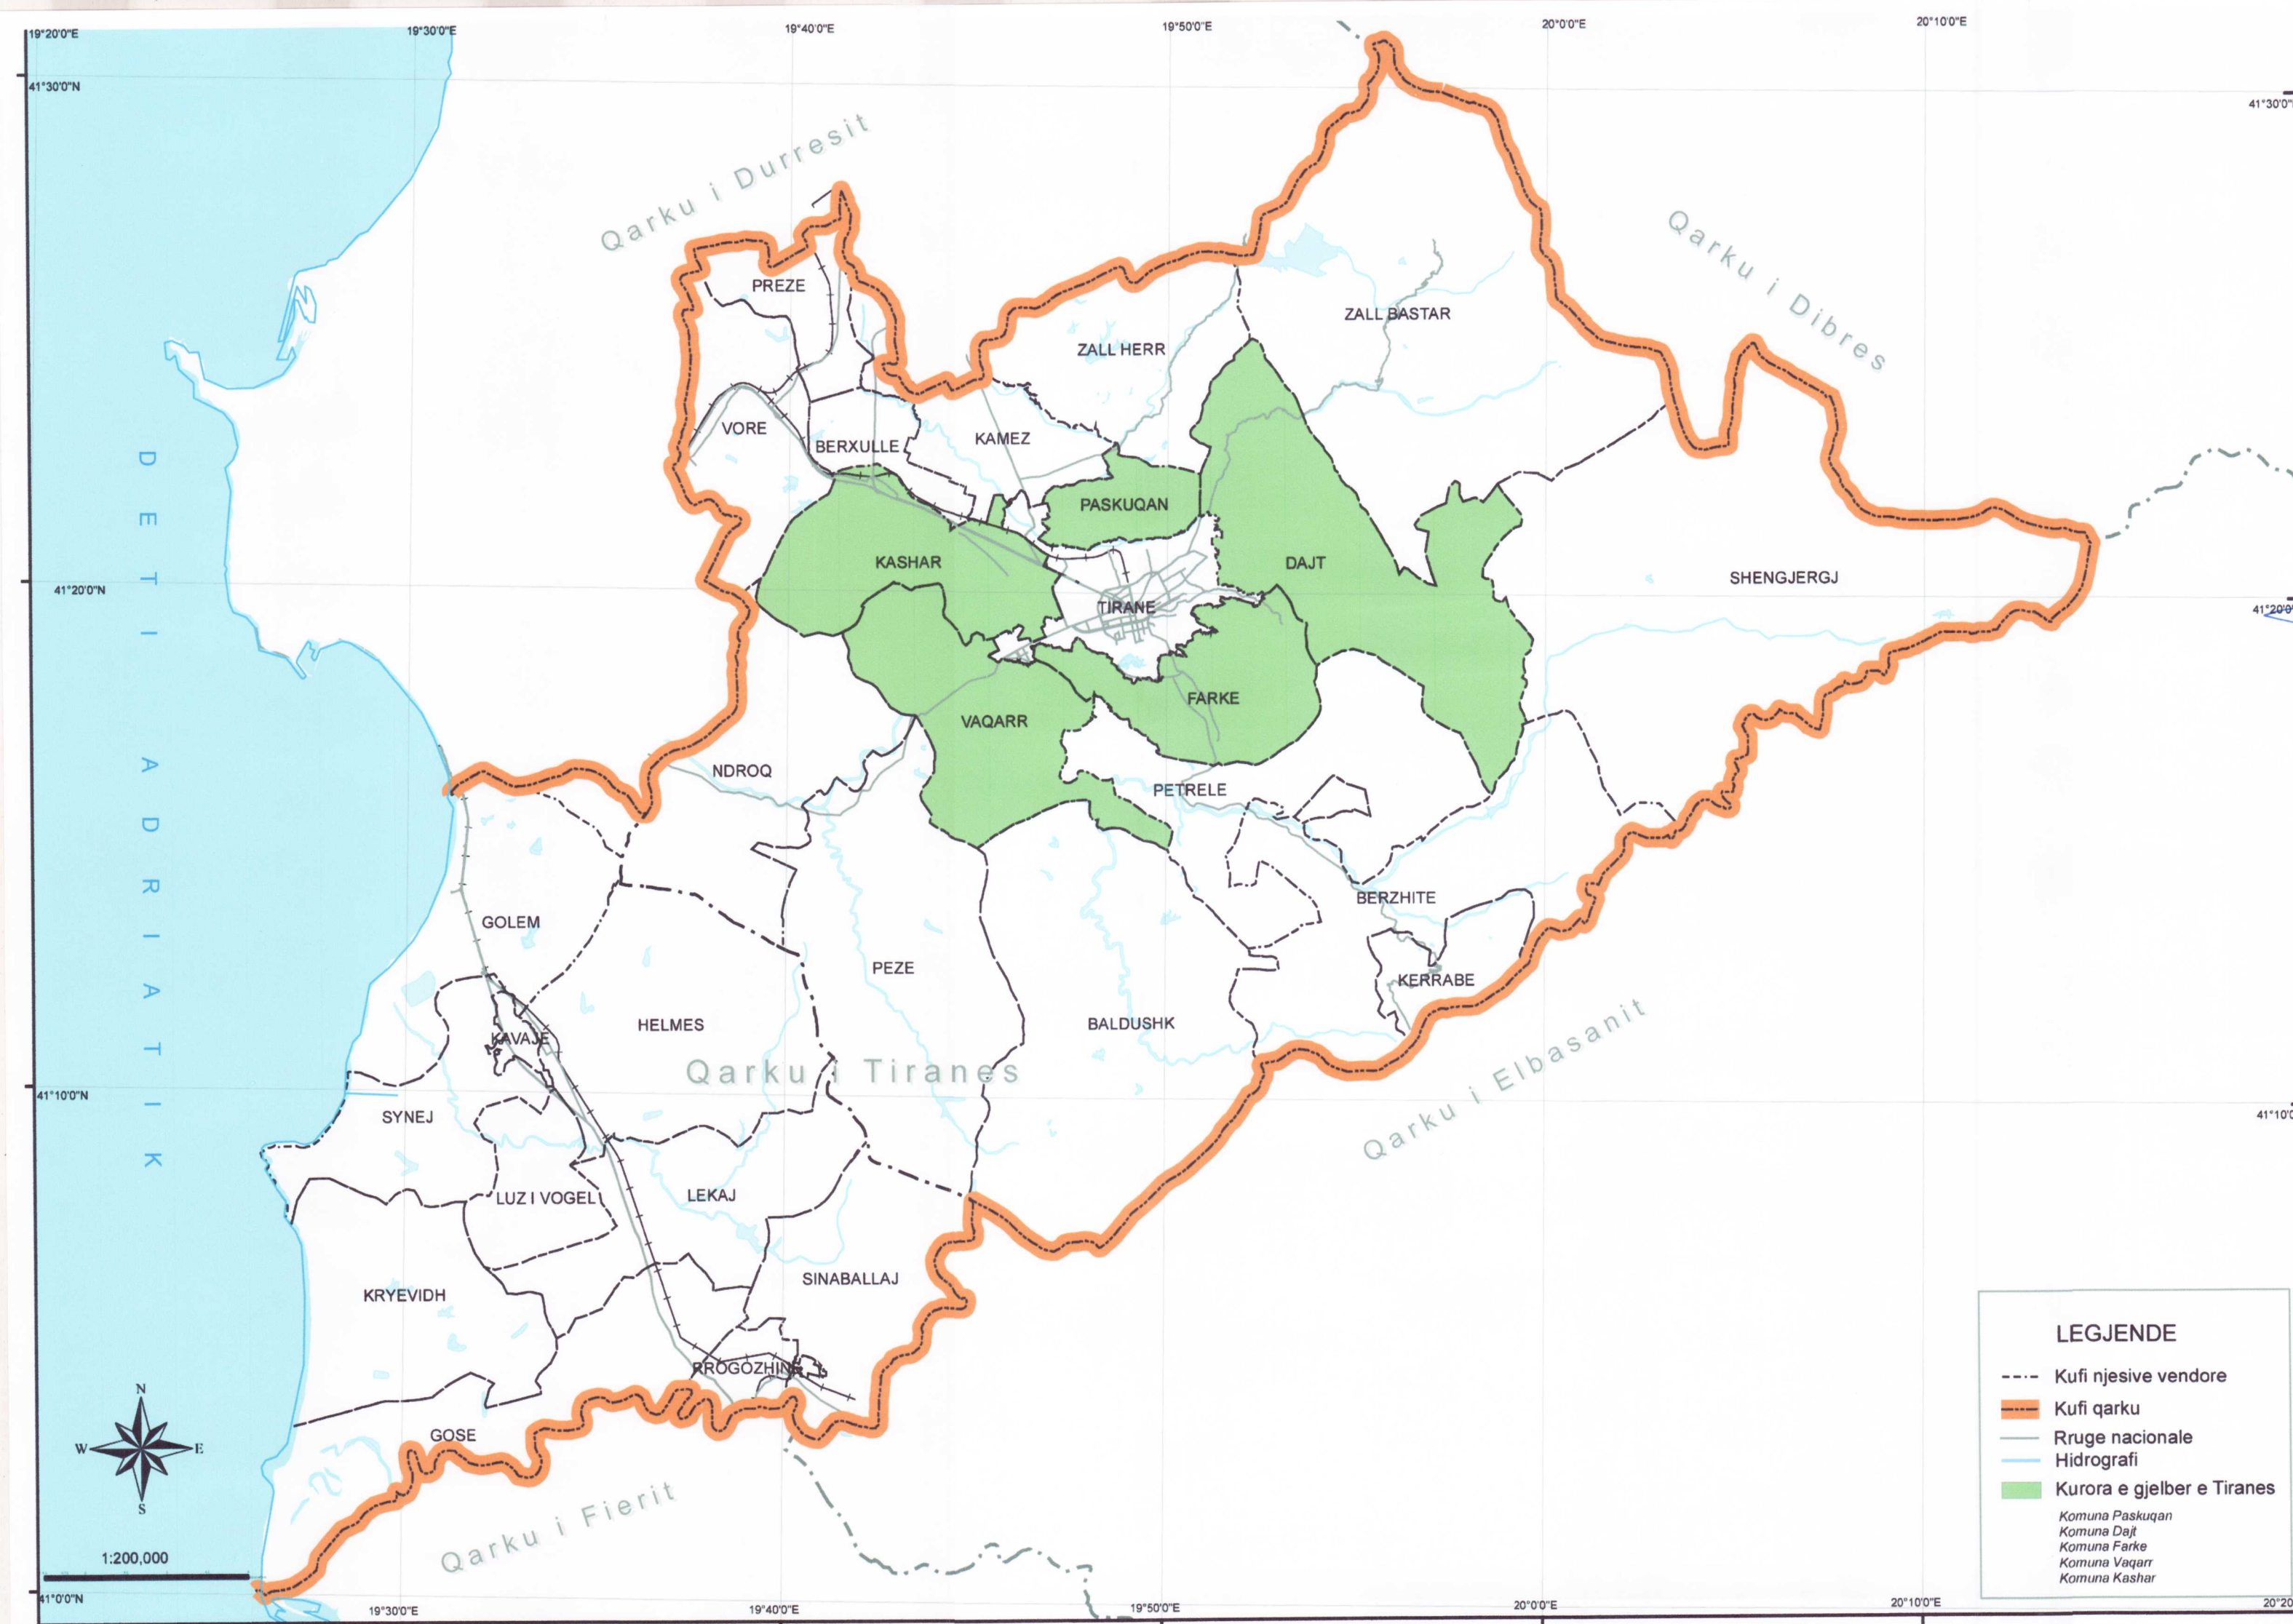 19°20'0"E
19°30'0"E
19°40'0"E
19°50'0"E
20°0'0"E
20°10'0"E
41°30'0"N
41°30'0"
Qarku i Durresit
Qarku i Dibres
PREZE
ZALL BASTAR
ZALL HERR
VORE
BERXULLE
KAMEZ
PASKUQAN
KASHAR
DAJT
SHENGJERGJ
41°20'0"N
41°20'0"
TIRANE
FARKE
VAQARR
NDROQ
PETRELE
DETI ADRIATIK
BERZHITE
GOLEM
PEZE
KERRABE
HELMES
BALDUSHK
KAVAJE
Qarku i Tiranes
Qarku i Elbasanit
41°10'0"N
41°10'0
SYNEJ
LUZ I VOGEL
LEKAJ
SINABALLAJ
KRYEVIDH
RROGOZHINE
GOSE
Qarku i Fierit
N
W
E
S
1:200,000
LEGJENDE
Kufi njesive vendore
Kufi qarku
Rruge nacionale
Hidrografi
Kurora e gjelber e Tiranes
Komuna Paskuqan
Komuna Dajt
Komuna Farke
Komuna Vaqarr
Komuna Kashar
41°0'0"N
19°30'0"E
19°40'0"E
19°50'0"E
20°0'0"E
20°10'0"E
20°20